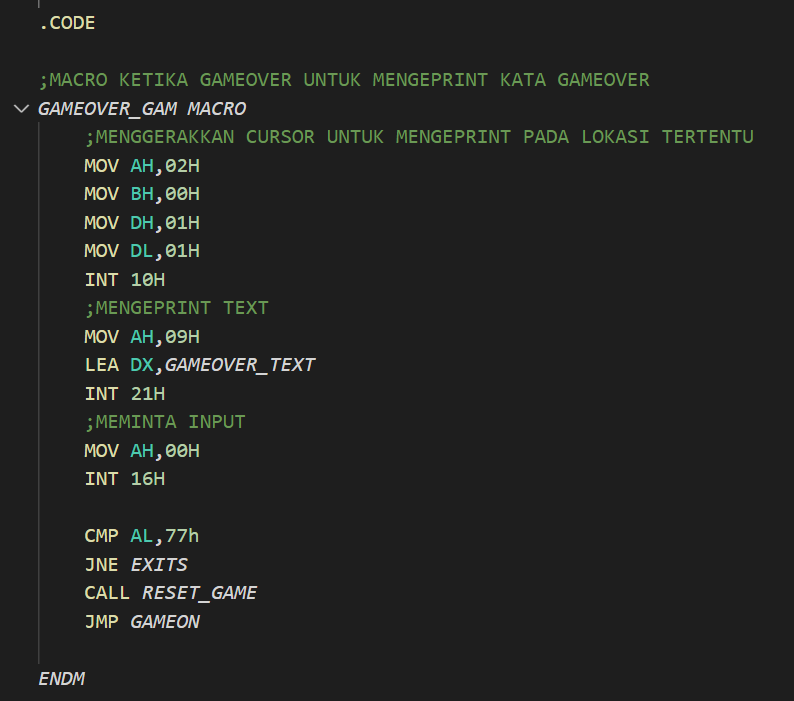 .CODE
;MACRO KETIKA GAMEOVER UNTUK MENGEPRINT KATA GAMEOVER
GAMEOVER_GAM MACRO
;MENGGERAKKAN CURSOR UNTUK MENGEPRINT PADA LOKASI TERTENTU
MOV AH,02H
MOV BH,00H
MOV DH,01H
MOV DL,01H
INT 10H
;MENGEPRINT TEXT
MOV AH,09H
LEA DX,GAMEOVER_TEXT
INT 21H
;MEMINTA INPUT
MOV AH,00H
INT 16H
CMP AL,77h
JNE EXITS
CALL RESET_GAME
JMP GAMEON
ENDM